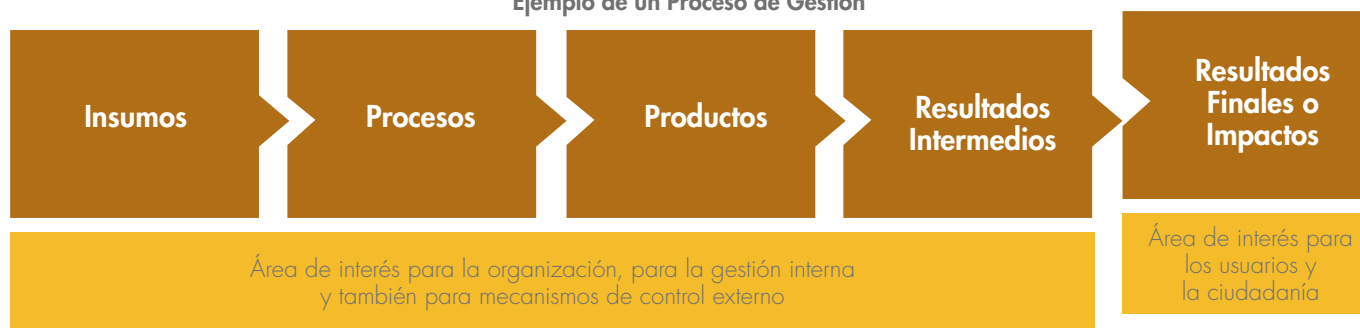 Ejemplo de un Proceso de Gestión
Insumos
Procesos
Productos
Resultados
Intermedios
Resultados
Finales o
Impactos
Área de interés para la organización, para la gestión interna
y también para mecanismos de control externo
Área de interés para
los usuarios y
la ciudadanía